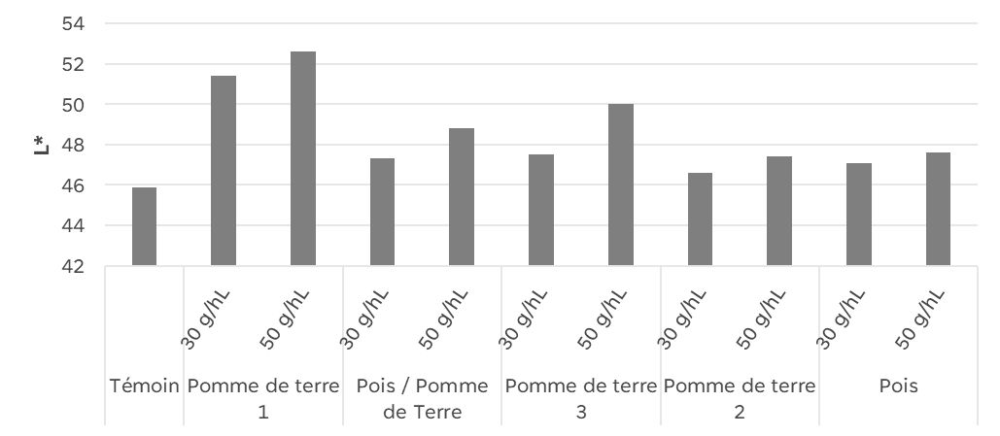 54
52
50
48
46
44
42
L*
30 g/hL
50 g/hL
30 g/hL
50 g/hL
30 g/hL
50 g/hL
30 g/hL
50 g/hL
30 g/hL
50 g/hL
Témoin
Pomme de terre
1
Pois / Pomme
de Terre
Pomme de terre
3
Pomme de terre
2
Pois